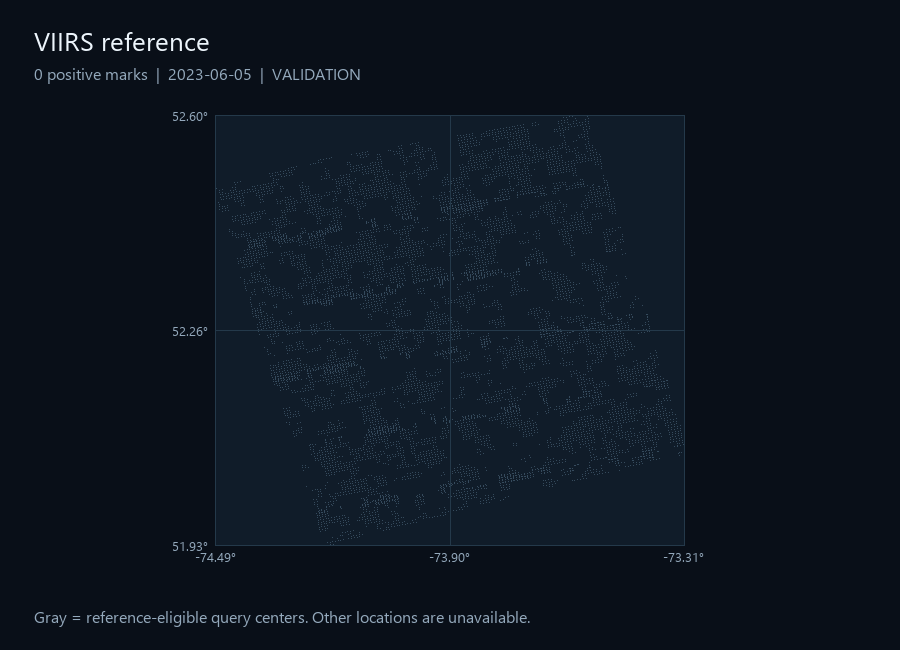 VIIRS reference
0 positive marks | 2023-06-05 | VALIDATION
52.60°
52.26°
51.93°
-74.49°
-73.90°
-73.31°
Gray = reference-eligible query centers. Other locations are unavailable.